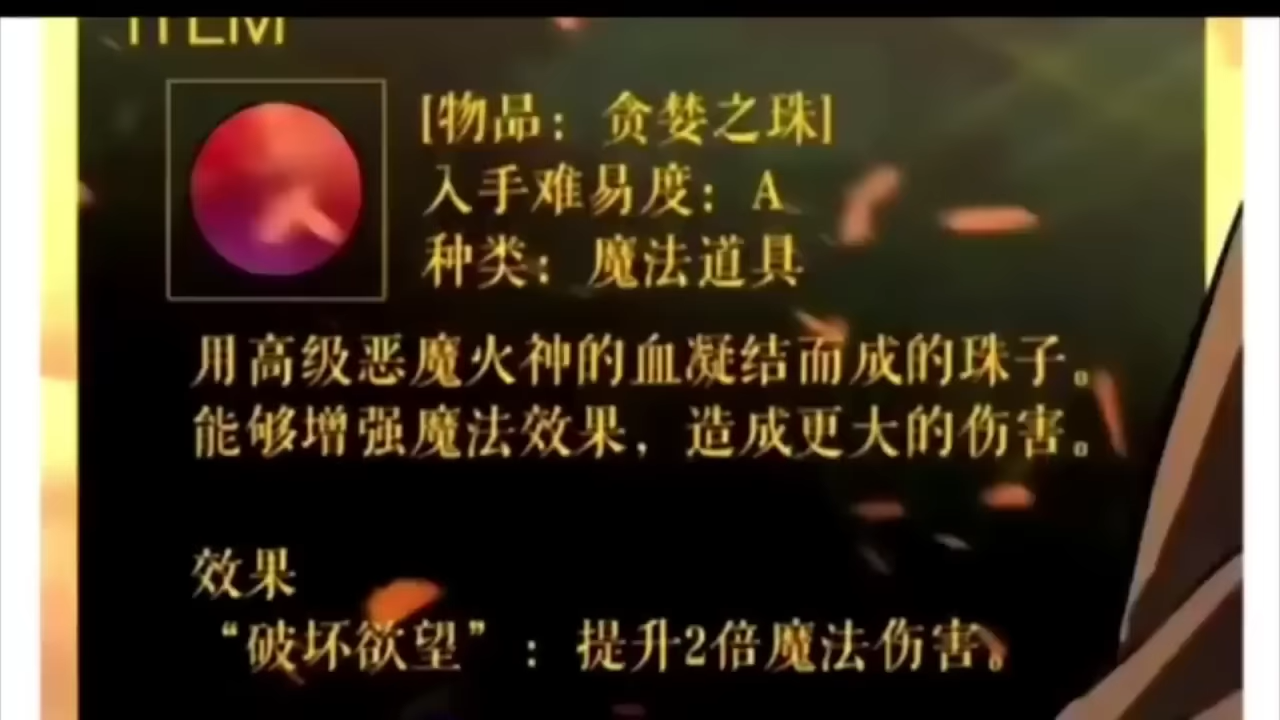 ITEM
[物品：贪婪之珠]
入手难易度：A
种类：魔法道具
用高级恶魔火神的血凝结而成的珠子。
能够增强魔法效果，造成更大的伤害。
效果
“破坏欲望”：提升2倍魔法伤害。